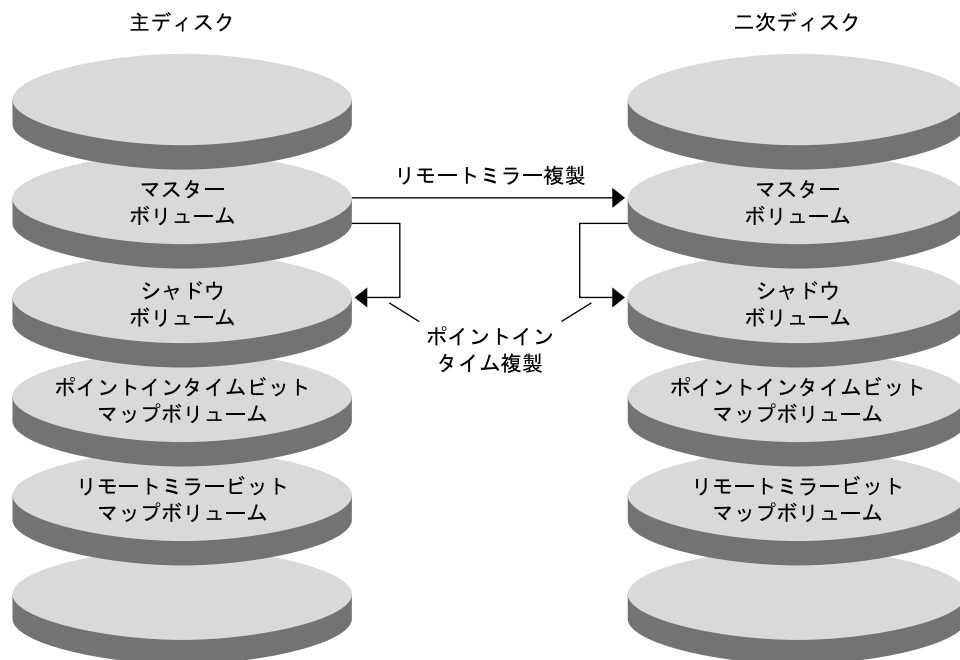 主ディスク
二次ディスク
リモートミラー複製
マスター
ボリューム
マスター
ボリューム
シャドウ
ボリューム
シャドウ
ボリューム
ポイントイン
タイム複製
ポイントインタイムビット
マップボリューム
ポイントインタイムビット
マップボリューム
リモートミラービット
マップボリューム
リモートミラービット
マップボリューム